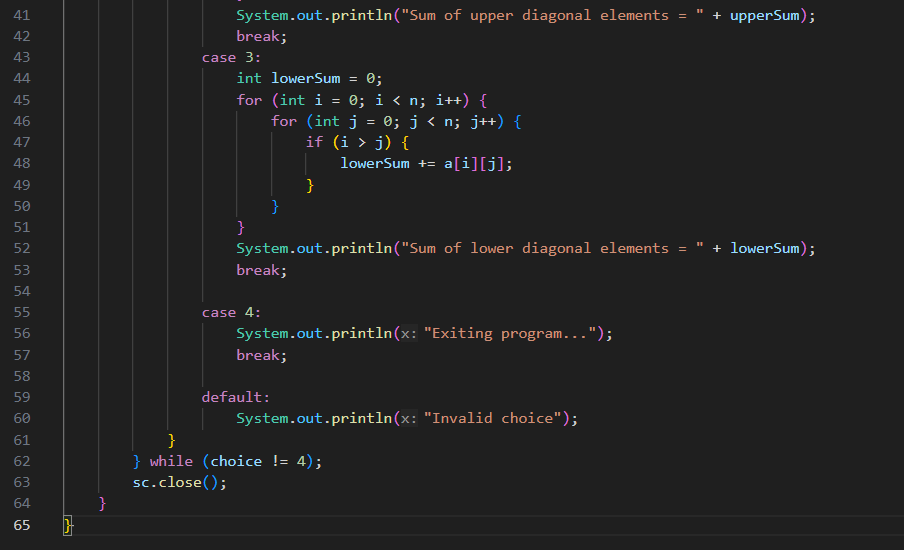 41 System.out.println("Sum of upper diagonal elements = " + upperSum);
42 break;
43 case 3:
44 int lowerSum = 0;
45 for (int i = 0; i < n; i++) {
46 for (int j = 0; j < n; j++) {
47 if (i > j) {
48 lowerSum += a[i][j];
49 }
50 }
51 }
52 System.out.println("Sum of lower diagonal elements = " + lowerSum);
53 break;
54
55 case 4:
56 System.out.println(x: "Exiting program...");
57 break;
58
59 default:
60 System.out.println(x: "Invalid choice");
61 }
62 } while (choice != 4);
63 sc.close();
64 }
65 }